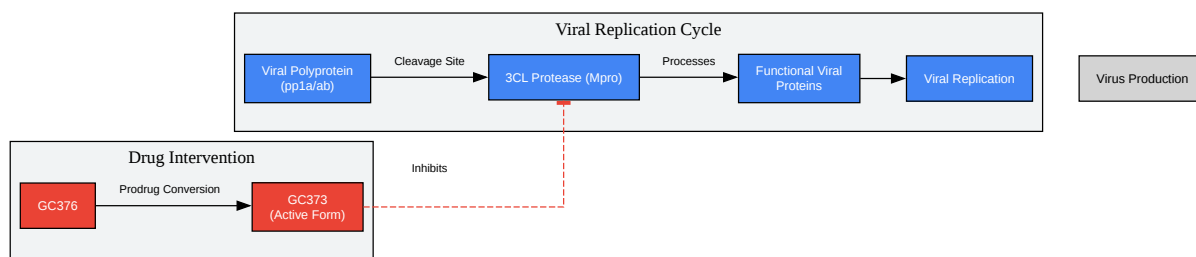 Viral Replication Cycle
Viral Polyprotein
(pp1a/ab)
Cleavage Site
3CL Protease (Mpro)
Processes
Functional Viral
Proteins
Viral Replication
Virus Production
Drug Intervention
GC376
Prodrug Conversion
GC373
(Active Form)
Inhibits